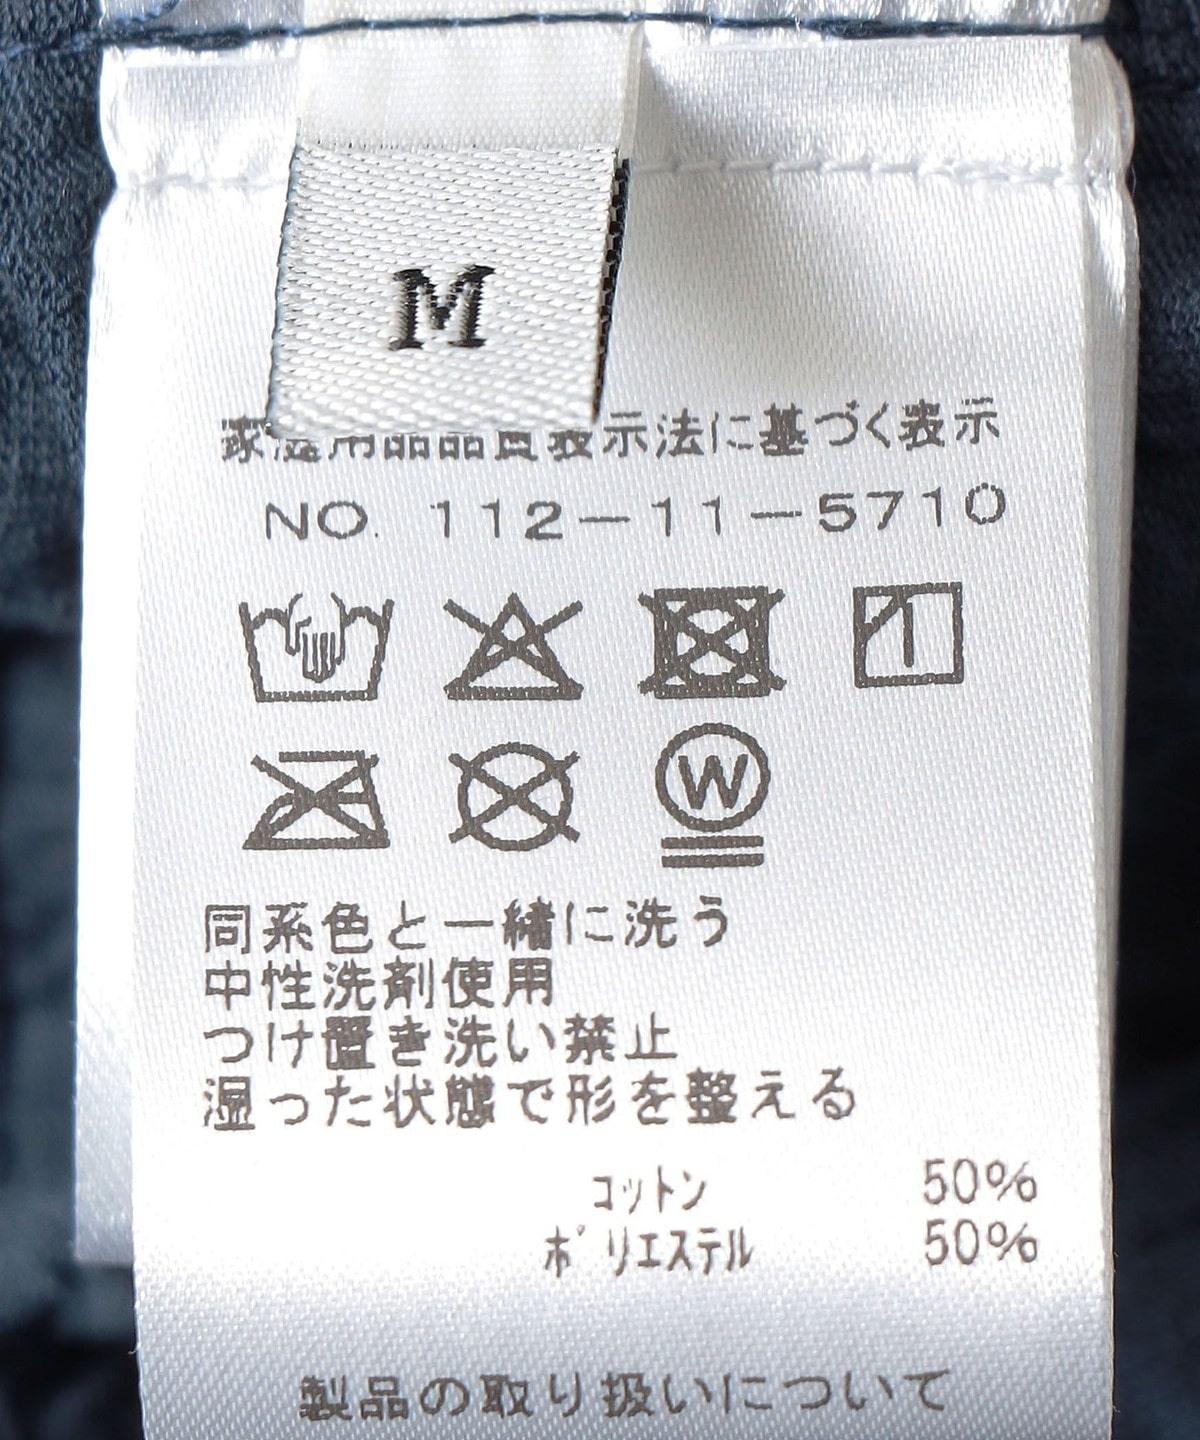 M
家庭用品品質表示法に基づく表示
NO. 112-11-5710
W
同系色と一緒に洗う
中性洗剤使用
つけ置き洗い禁止
湿った状態で形を整える
コットン 50%
ポリエステル 50%
製品の取り扱いについて